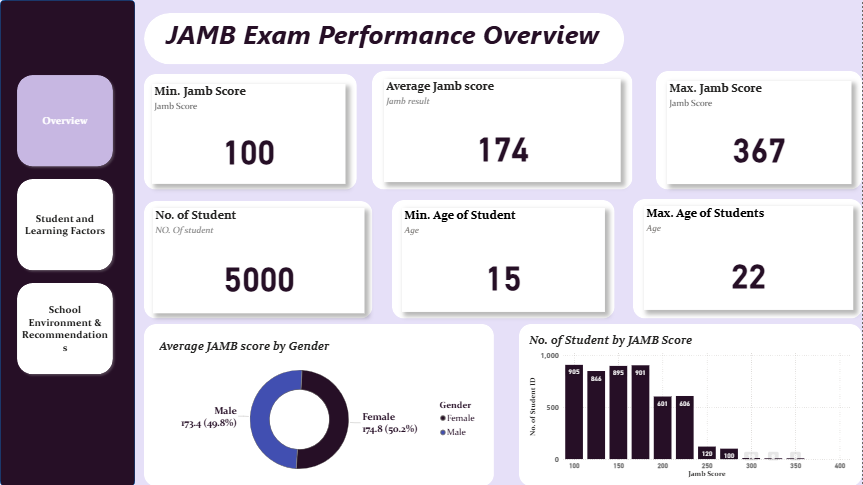 JAMB Exam Performance Overview
Overview
Student and
Learning Factors
School
Environment &
Recommendation
s
Min. Jamb Score
Jamb Score
100
Average Jamb score
Jamb result
174
Max. Jamb Score
Jamb Score
367
No. of Student
NO. Of student
5000
Min. Age of Student
Age
15
Max. Age of Students
Age
22
Average JAMB score by Gender
Male
173.4 (49.8%)
Female
174.8 (50.2%)
Gender
Female
Male
No. of Student by JAMB Score
No. of Student ID
1,000
500
0
905
866
895
901
601
606
120
100
100
150
200
250
300
350
400
Jamb Score